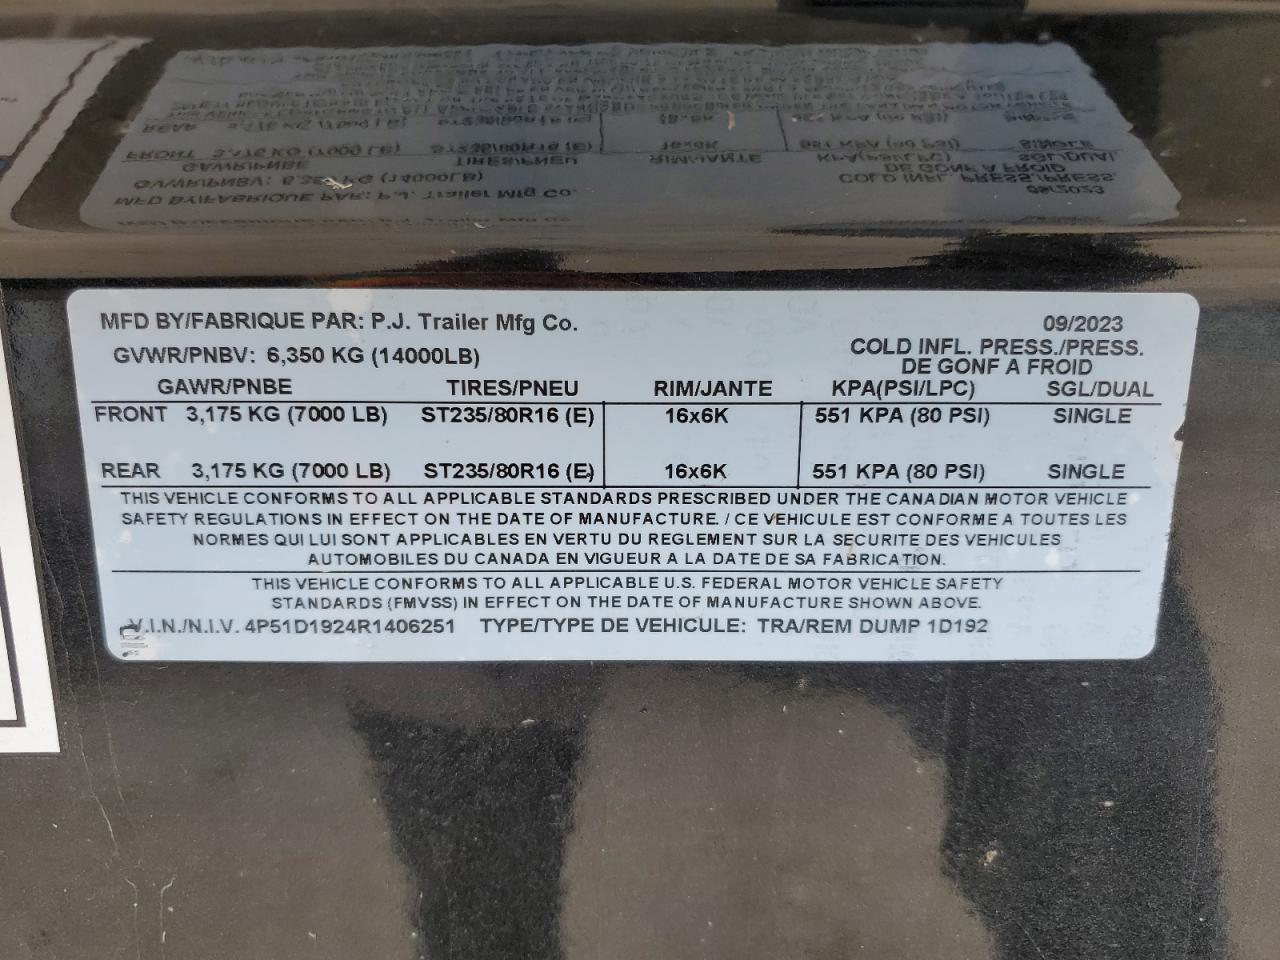 MFD BY/FABRIQUE PAR: P.J. Trailer Mfg Co. 09/2023
GVWR/PNBV: 6,350 KG (14000LB) COLD INFL. PRESS./PRESS.
DE GONF A FROID
GAWR/PNBE TIRES/PNEU RIM/JANTE KPA(PSI/LPC) SGL/DUAL
FRONT 3,175 KG (7000 LB) ST235/80R16 (E) 16x6K 551 KPA (80 PSI) SINGLE
REAR 3,175 KG (7000 LB) ST235/80R16 (E) 16x6K 551 KPA (80 PSI) SINGLE
THIS VEHICLE CONFORMS TO ALL APPLICABLE STANDARDS PRESCRIBED UNDER THE CANADIAN MOTOR VEHICLE
SAFETY REGULATIONS IN EFFECT ON THE DATE OF MANUFACTURE. / CE VEHICULE EST CONFORME A TOUTES LES
NORMES QUI LUI SONT APPLICABLES EN VERTU DU REGLEMENT SUR LA SECURITE DES VEHICULES
AUTOMOBILES DU CANADA EN VIGUEUR A LA DATE DE SA FABRICATION.
THIS VEHICLE CONFORMS TO ALL APPLICABLE U.S. FEDERAL MOTOR VEHICLE SAFETY
STANDARDS (FMVSS) IN EFFECT ON THE DATE OF MANUFACTURE SHOWN ABOVE.
V.I.N./N.I.V. 4P51D1924R1406251 TYPE/TYPE DE VEHICULE: TRA/REM DUMP 1D192